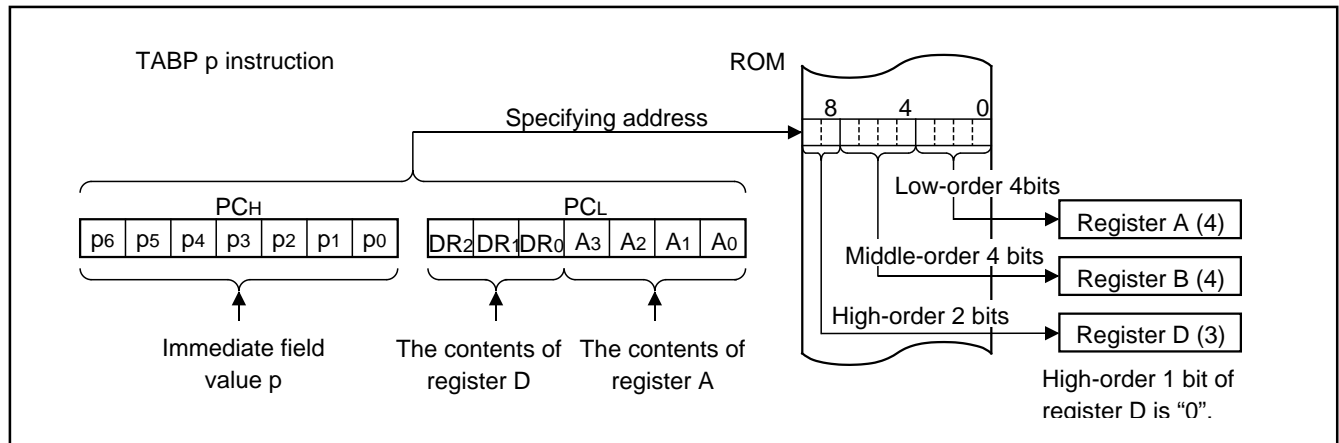 TABP p instruction
ROM
8 4 0
Specifying address
Low-order 4bits
PCH
PCL
p6 p5 p4 p3 p2 p1 p0
DR2 DR1 DR0 A3 A2 A1 A0
Register A (4)
Middle-order 4 bits
Register B (4)
High-order 2 bits
Register D (3)
Immediate field
value p
The contents of
register D
The contents of
register A
High-order 1 bit of
register D is “0”.